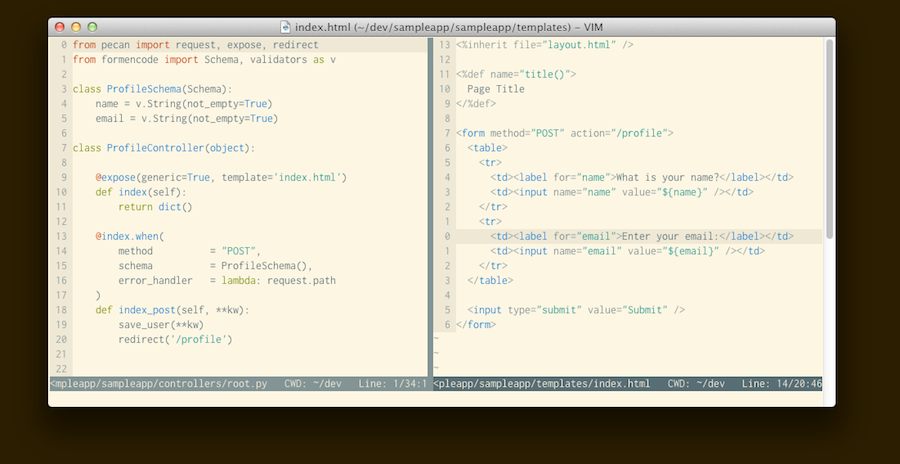 index.html (~/dev/sampleapp/sampleapp/templates) – VIM
0 from pecan import request, expose, redirect
1 from formencode import Schema, validators as v
2
3 class ProfileSchema(Schema):
4     name = v.String(not_empty=True)
5     email = v.String(not_empty=True)
6
7 class ProfileController(object):
8
9     @expose(generic=True, template='index.html')
10     def index(self):
11         return dict()
12
13     @index.when(
14         method          = "POST",
15         schema          = ProfileSchema(),
16         error_handler   = lambda: request.path
17     )
18     def index_post(self, **kw):
19         save_user(**kw)
20         redirect('/profile')
21
22
<mpleapp/sampleapp/controllers/root.py   CWD: ~/dev   Line: 1/34:1
13 <%inherit file="layout.html" />
12
11 <%def name="title()">
10   Page Title
9 </%def>
8
7 <form method="POST" action="/profile">
6   <table>
5     <tr>
4       <td><label for="name">What is your name?</label></td>
3       <td><input name="name" value="${name}" /></td>
2     </tr>
1     <tr>
0       <td><label for="email">Enter your email:</label></td>
1       <td><input name="email" value="${email}" /></td>
2     </tr>
3   </table>
4
5   <input type="submit" value="Submit" />
6 </form>
~
~
~
<pleapp/sampleapp/templates/index.html   CWD: ~/dev   Line: 14/20:46